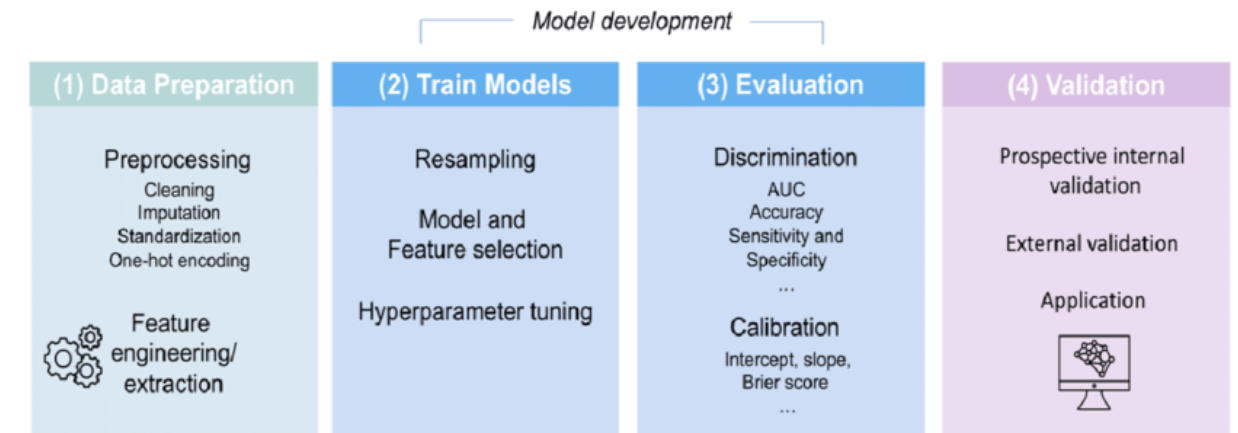 Model development
(1) Data Preparation
Preprocessing
Cleaning
Imputation
Standardization
One-hot encoding
Feature
engineering/
extraction
(2) Train Models
Resampling
Model and
Feature selection
Hyperparameter tuning
(3) Evaluation
Discrimination
AUC
Accuracy
Sensitivity and
Specificity
...
Calibration
Intercept, slope,
Brier score
...
(4) Validation
Prospective internal
validation
External validation
Application